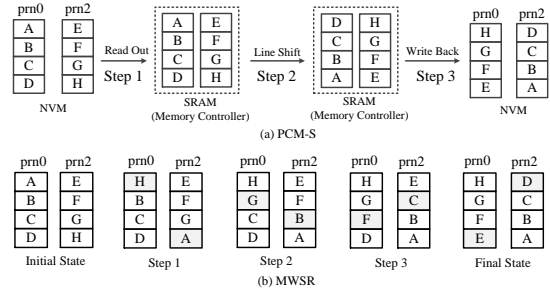 prn0 prn2 prn0 prn2
A E A E D H H D
B F Read Out B F Line Shift C G Write Back G C
C G Step 1 C G Step 2 B F Step 3 F B
D H D H A E E A
NVM SRAM (Memory Controller) SRAM (Memory Controller) NVM
(a) PCM-S
prn0 prn2 prn0 prn2 prn0 prn2 prn0 prn2 prn0 prn2
A E H E H E H E H D
B F B F G F G C G C
C G C G C B F B F B
D H D A D A D A E A
Initial State Step 1 Step 2 Step 3 Final State
(b) MWSR